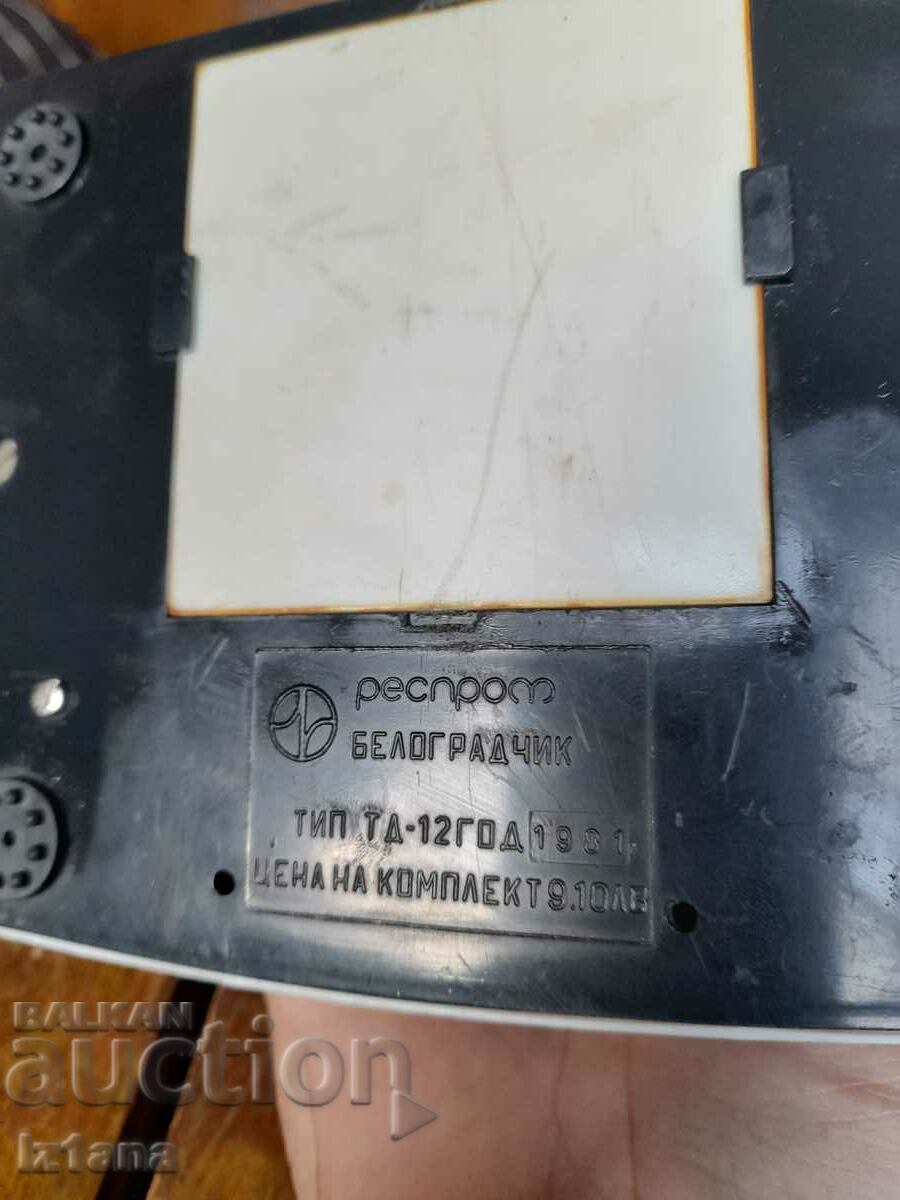 респром
БЕЛОГРАДЧИК
ТИП ТД-12ГОД 1981
ЦЕНА НА КОМПЛЕКТ 9.10ЛВ
BALKAN
auction
Iz1ana